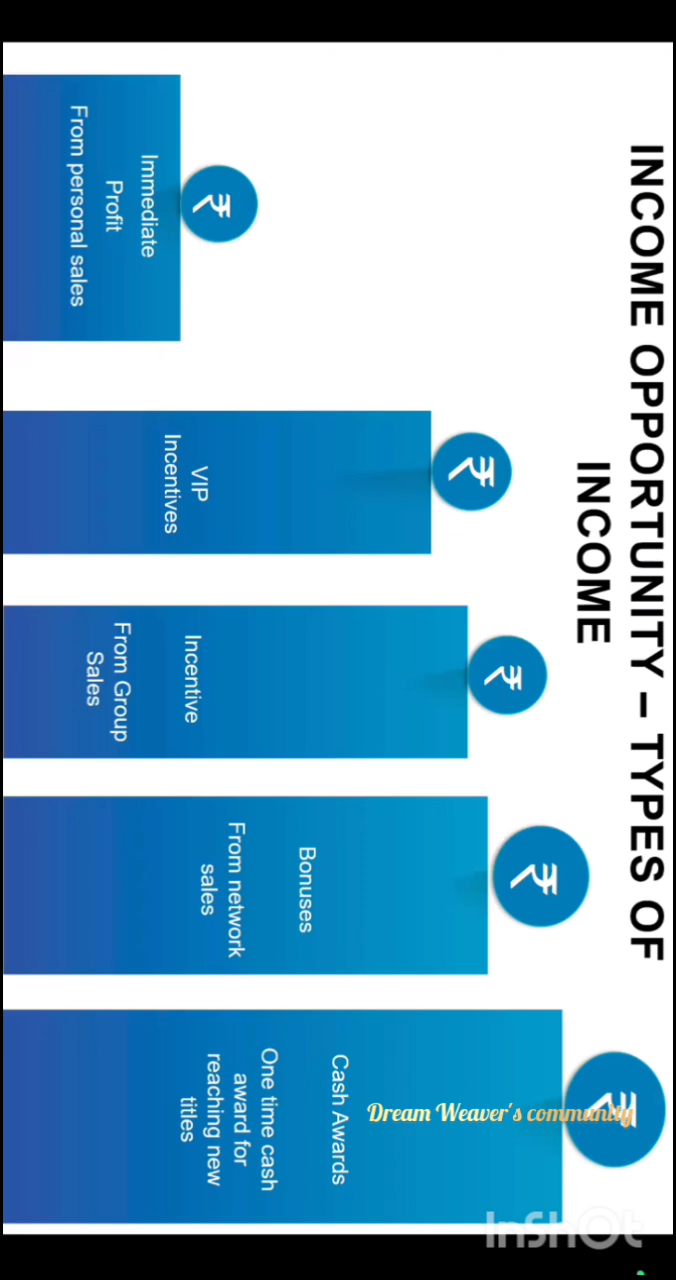 INCOME OPPORTUNITY – TYPES OF
INCOME
₹
Immediate
Profit
From personal sales
₹
VIP
Incentives
₹
Incentive
From Group
Sales
₹
Bonuses
From network
sales
₹
Cash Awards
One time cash
award for
reaching new
titles
Dream Weaver's community
InShOt